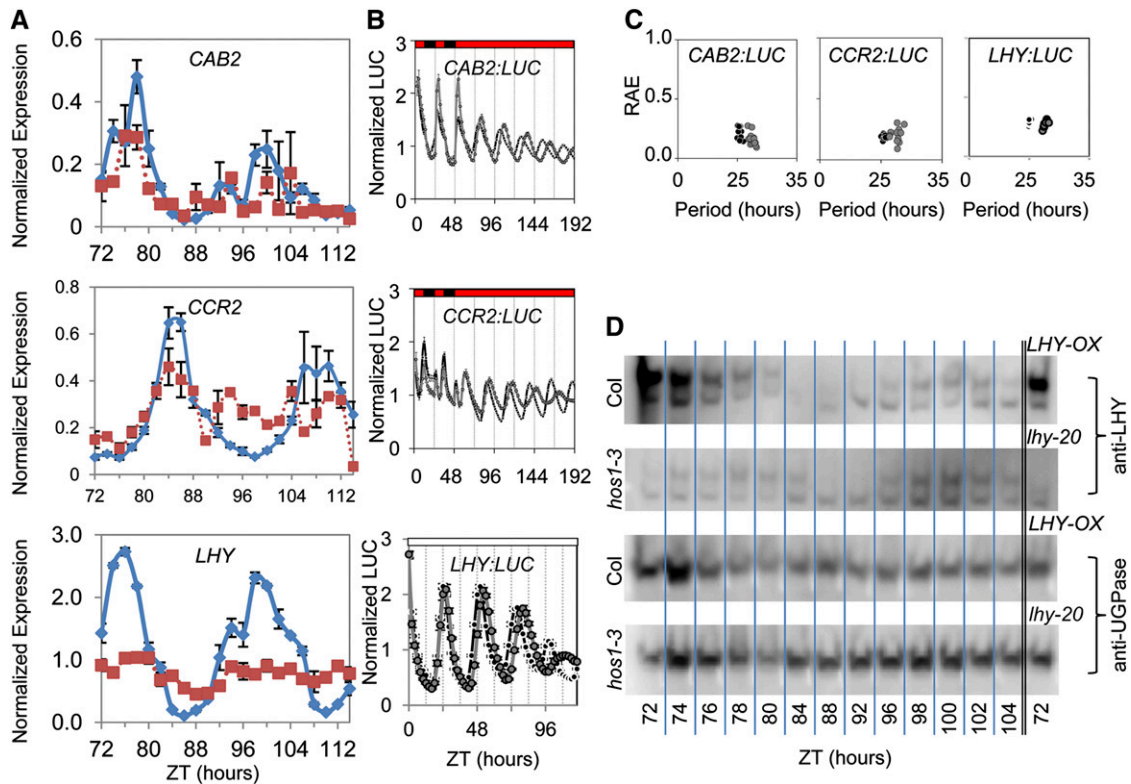 A
Normalized Expression
0.6
0.4
0.2
0
CAB2
72 80 88 96 104 112
Normalized Expression
0.8
0.6
0.4
0.2
0
CCR2
72 80 88 96 104 112
Normalized Expression
3.0
2.0
1.0
0.0
LHY
72 80 88 96 104 112
ZT (hours)
B
Normalized LUC
3
2
1
0
CAB2:LUC
0 48 96 144 192
Normalized LUC
3
2
1
0
CCR2:LUC
0 48 96 144 192
Normalized LUC
3
2
1
0
LHY:LUC
0 48 96
ZT (hours)
C
RAE
1.0
0.5
0.0
CAB2:LUC
0 25 35
Period (hours)
CCR2:LUC
0 25 35
Period (hours)
LHY:LUC
0 25 35
Period (hours)
D
LHY-OX
Col
lhy-20
hos1-3
anti-LHY
LHY-OX
Col
lhy-20
hos1-3
anti-UGPase
72 74 76 78 80 84 88 92 96 98 100 102 104 72
ZT (hours)